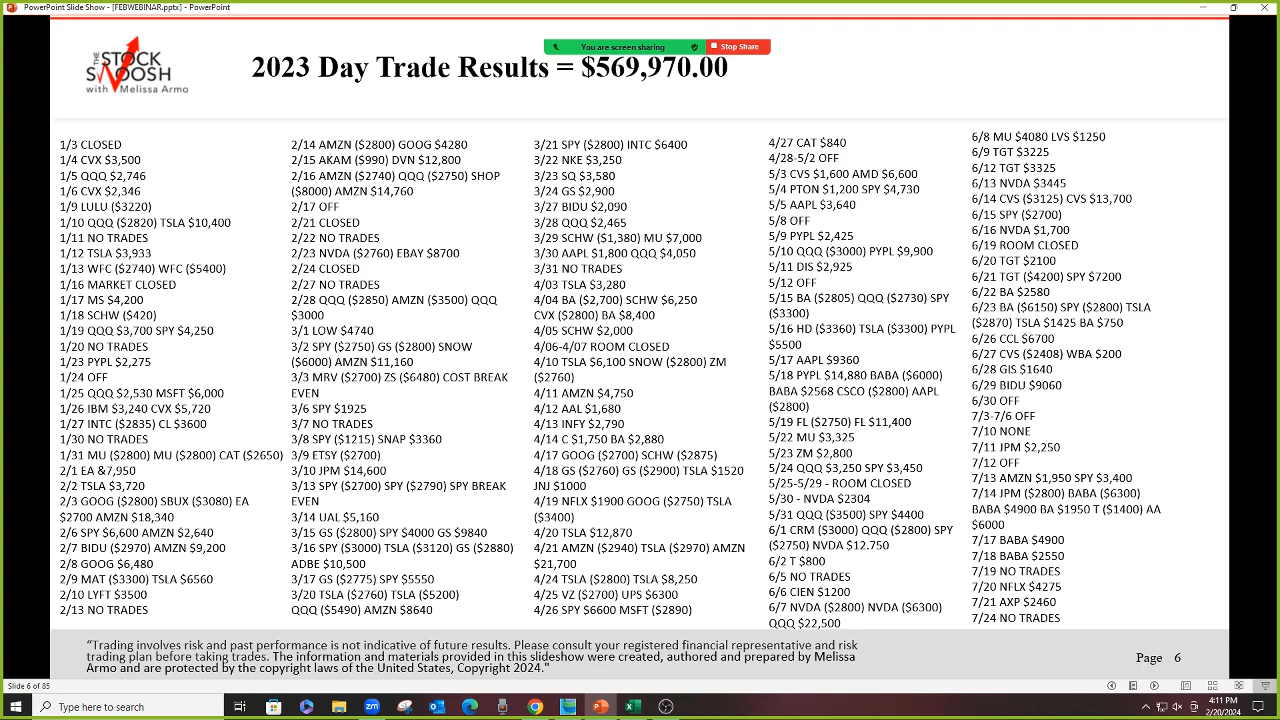 PowerPoint Slide Show - [FEBWEBINAR.pptx] - PowerPoint
You are screen sharing
Stop Share
THE
STOCK
SWOOSH
with Melissa Armo
2023 Day Trade Results = $569,970.00
1/3 CLOSED
1/4 CVX $3,500
1/5 QQQ $2,746
1/6 CVX $2,346
1/9 LULU ($3220)
1/10 QQQ ($2820) TSLA $10,400
1/11 NO TRADES
1/12 TSLA $3,933
1/13 WFC ($2740) WFC ($5400)
1/16 MARKET CLOSED
1/17 MS $4,200
1/18 SCHW ($420)
1/19 QQQ $3,700 SPY $4,250
1/20 NO TRADES
1/23 PYPL $2,275
1/24 OFF
1/25 QQQ $2,530 MSFT $6,000
1/26 IBM $3,240 CVX $5,720
1/27 INTC ($2835) CL $3600
1/30 NO TRADES
1/31 MU ($2800) MU ($2800) CAT ($2650)
2/1 EA &7,950
2/2 TSLA $3,720
2/3 GOOG ($2800) SBUX ($3080) EA
$2700 AMZN $18,340
2/6 SPY $6,600 AMZN $2,640
2/7 BIDU ($2970) AMZN $9,200
2/8 GOOG $6,480
2/9 MAT ($3300) TSLA $6560
2/10 LYFT $3500
2/13 NO TRADES
2/14 AMZN ($2800) GOOG $4280
2/15 AKAM ($990) DVN $12,800
2/16 AMZN ($2740) QQQ ($2750) SHOP
($8000) AMZN $14,760
2/17 OFF
2/21 CLOSED
2/22 NO TRADES
2/23 NVDA ($2760) EBAY $8700
2/24 CLOSED
2/27 NO TRADES
2/28 QQQ ($2850) AMZN ($3500) QQQ
$3000
3/1 LOW $4740
3/2 SPY ($2750) GS ($2800) SNOW
($6000) AMZN $11,160
3/3 MRV ($2700) ZS ($6480) COST BREAK
EVEN
3/6 SPY $1925
3/7 NO TRADES
3/8 SPY ($1215) SNAP $3360
3/9 ETSY ($2700)
3/10 JPM $14,600
3/15 SPY ($2700) SPY ($2790) SPY BREAK
EVEN
3/14 UAL $5,160
3/15 GS ($2800) SPY $4000 GS $9840
3/16 SPY ($3000) TSLA ($3120) GS ($2880)
ADBE $10,500
3/17 GS ($2775) SPY $5550
3/20 TSLA ($2760) TSLA ($5200)
QQQ ($5490) AMZN $8640
3/21 SPY ($2800) INTC $6400
3/22 NKE $3,250
3/23 SQ $3,580
3/24 GS $2,900
3/27 BIDU $2,090
3/28 QQQ $2,465
3/29 SCHW ($1,380) MU $7,000
3/30 AAPL $1,800 QQQ $4,050
3/31 NO TRADES
4/03 TSLA $3,280
4/04 BA ($2,700) SCHW $6,250
CVX ($2800) BA $8,400
4/05 SCHW $2,000
4/06-4/07 ROOM CLOSED
4/10 TSLA $6,100 SNOW ($2800) ZM
($2760)
4/11 AMZN $4,750
4/12 AAL $1,680
4/13 INFY $2,790
4/14 C $1,750 BA $2,880
4/17 GOOG ($2700) SCHW ($2875)
4/18 GS ($2760) GS ($2900) TSLA $1520
JNJ $1000
4/19 NFLX $1900 GOOG ($2750) TSLA
($3400)
4/20 TSLA $12,870
4/21 AMZN ($2940) TSLA ($2970) AMZN
$21,700
4/24 TSLA ($2800) TSLA $8,250
4/25 VZ ($2700) UPS $6300
4/26 SPY $6600 MSFT ($2890)
4/27 CAT $840
4/28-5/2 OFF
5/3 CVS $1,600 AMD $6,600
5/4 PTON $1,200 SPY $4,730
5/5 AAPL $3,640
5/8 OFF
5/9 PYPL $2,425
5/10 QQQ ($3000) PYPL $9,900
5/11 DIS $2,925
5/12 OFF
5/15 BA ($2805) QQQ ($2730) SPY
($3300)
5/16 HD ($3360) TSLA ($3300) PYPL
$5500
5/17 AAPL $9360
5/18 PYPL $14,880 BABA ($6000)
BABA $2568 CSCO ($2800) AAPL
($2800)
5/19 FL ($2750) FL $11,400
5/22 MU $3,325
5/23 ZM $2,800
5/24 QQQ $3,250 SPY $3,450
5/25-5/29 - ROOM CLOSED
5/30 - NVDA $2304
5/31 QQQ ($3500) SPY $4400
6/1 CRM ($3000) QQQ ($2800) SPY
($2750) NVDA $12.750
6/2 T $800
6/5 NO TRADES
6/6 CIEN $1200
6/7 NVDA ($2800) NVDA ($6300)
QQQ $22,500
6/8 MU $4080 LVS $1250
6/9 TGT $3225
6/12 TGT $3325
6/13 NVDA $3445
6/14 CVS ($3125) CVS $13,700
6/15 SPY ($2700)
6/16 NVDA $1,700
6/19 ROOM CLOSED
6/20 TGT $2100
6/21 TGT ($4200) SPY $7200
6/22 BA $2580
6/23 BA ($6150) SPY ($2800) TSLA
($2870) TSLA $1425 BA $750
6/26 CCL $6700
6/27 CVS ($2408) WBA $200
6/28 GIS $1640
6/29 BIDU $9060
6/30 OFF
7/3-7/6 OFF
7/10 NONE
7/11 JPM $2,250
7/12 OFF
7/13 AMZN $1,950 SPY $3,400
7/14 JPM ($2800) BABA ($6300)
BABA $4900 BA $1950 T ($1400) AA
$6000
7/17 BABA $4900
7/18 BABA $2550
7/19 NO TRADES
7/20 NFLX $4275
7/21 AXP $2460
7/24 NO TRADES
"Trading involves risk and past performance is not indicative of future results. Please consult your registered financial representative and risk
trading plan before taking trades. The information and materials provided in this slideshow were created, authored and prepared by Melissa
Armo and are protected by the copyright laws of the United States, Copyright 2024."
Page 6
Slide 6 of 85
Type here to search
4:11 PM
2/20/2024